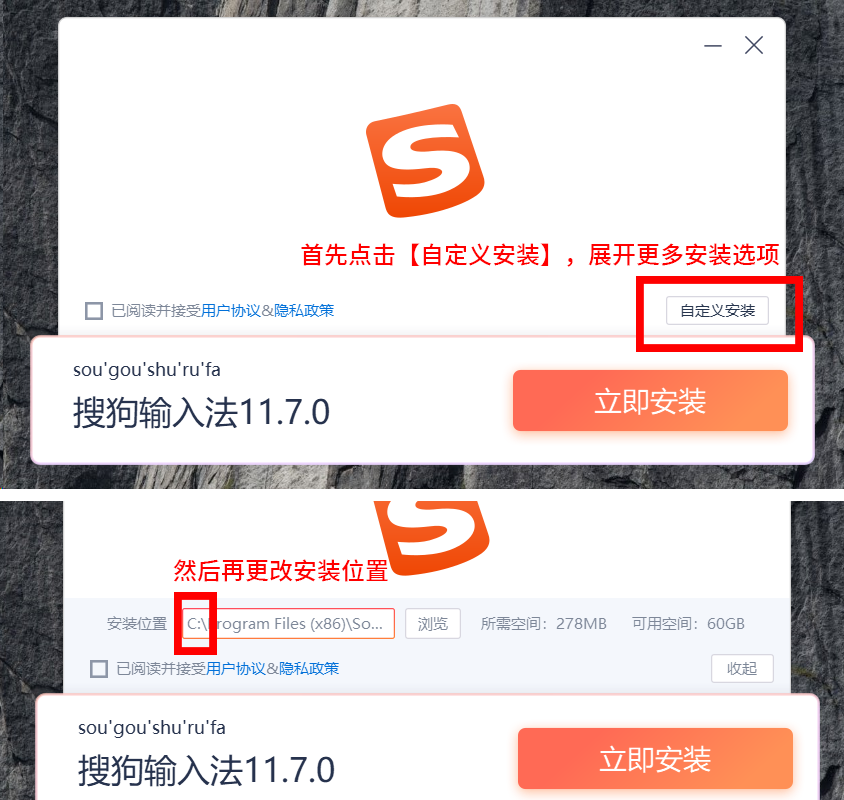 首先点击【自定义安装】，展开更多安装选项
已阅读并接受用户协议&隐私政策
自定义安装
sou'gou'shu'ru'fa
搜狗输入法11.7.0
立即安装
然后再更改安装位置
安装位置 C:\Program Files (x86)\So... 浏览 所需空间：278MB 可用空间：60GB
已阅读并接受用户协议&隐私政策
收起
sou'gou'shu'ru'fa
搜狗输入法11.7.0
立即安装